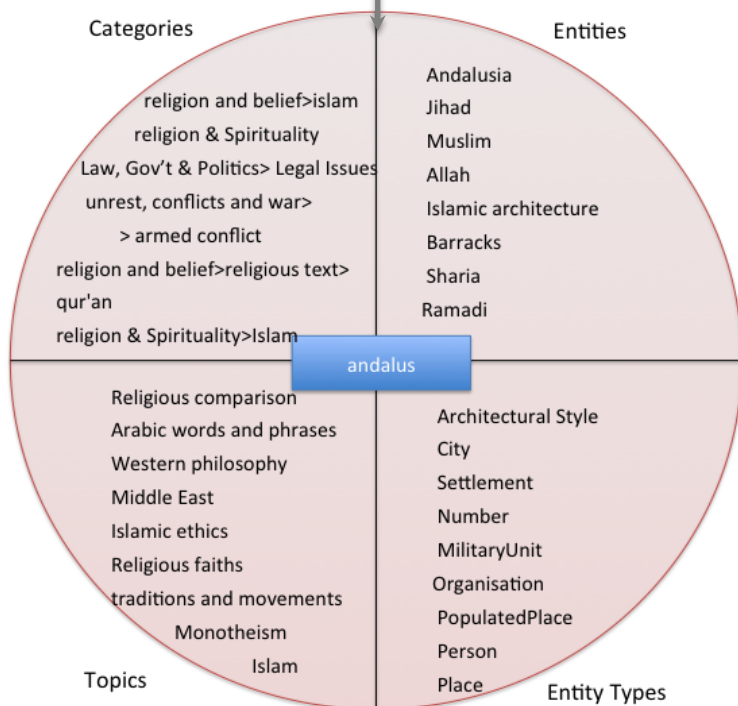 Categories
religion and belief>islam
religion & Spirituality
Law, Gov't & Politics> Legal Issues
unrest, conflicts and war>
> armed conflict
religion and belief>religious text>
qur'an
religion & Spirituality>Islam
Entities
Andalusia
Jihad
Muslim
Allah
Islamic architecture
Barracks
Sharia
Ramadi
andalus
Religious comparison
Arabic words and phrases
Western philosophy
Middle East
Islamic ethics
Religious faiths
traditions and movements
Monotheism
Islam
Topics
Architectural Style
City
Settlement
Number
MilitaryUnit
Organisation
PopulatedPlace
Person
Place
Entity Types